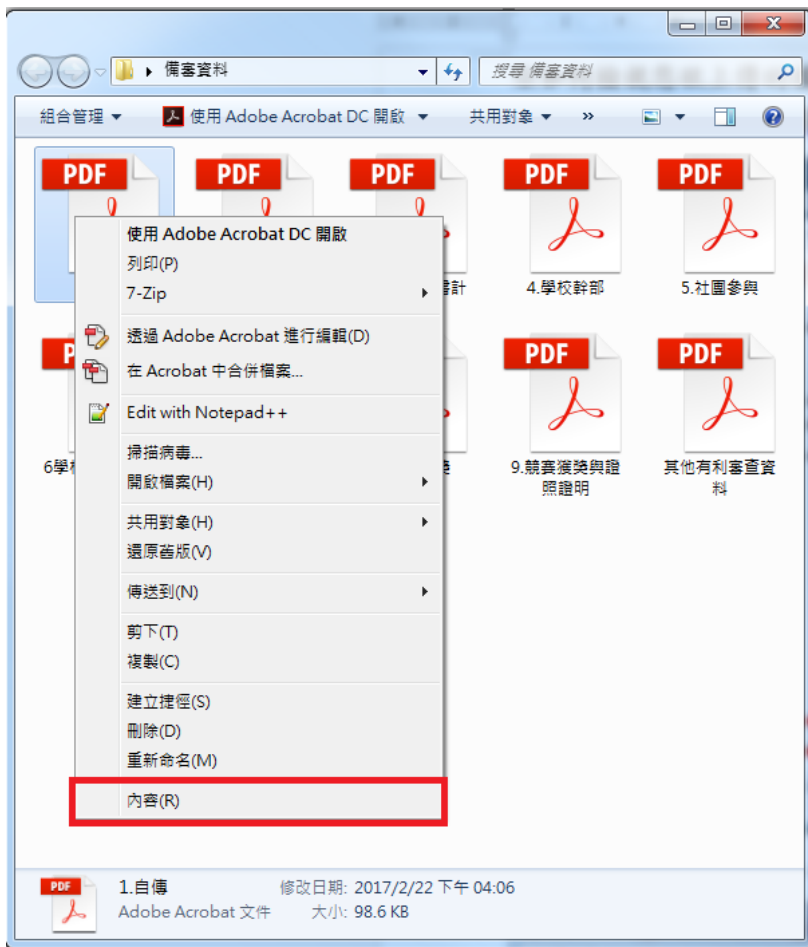 備審資料
搜尋 備審資料
組合管理
使用 Adobe Acrobat DC 開啟
共用對象
»
PDF
PDF
PDF
PDF
PDF
書計
4.學校幹部
5.社團參與
使用 Adobe Acrobat DC 開啟
列印(P)
7-Zip
透過 Adobe Acrobat 進行編輯(D)
在 Acrobat 中合併檔案...
Edit with Notepad++
掃描病毒...
開啟檔案(H)
共用對象(H)
還原舊版(V)
傳送到(N)
剪下(T)
複製(C)
建立捷徑(S)
刪除(D)
重新命名(M)
內容(R)
PDF
PDF
6學
9.競賽獲獎與證
照證明
其他有利審查資
料
PDF
1.自傳
修改日期: 2017/2/22 下午 04:06
Adobe Acrobat 文件
大小: 98.6 KB